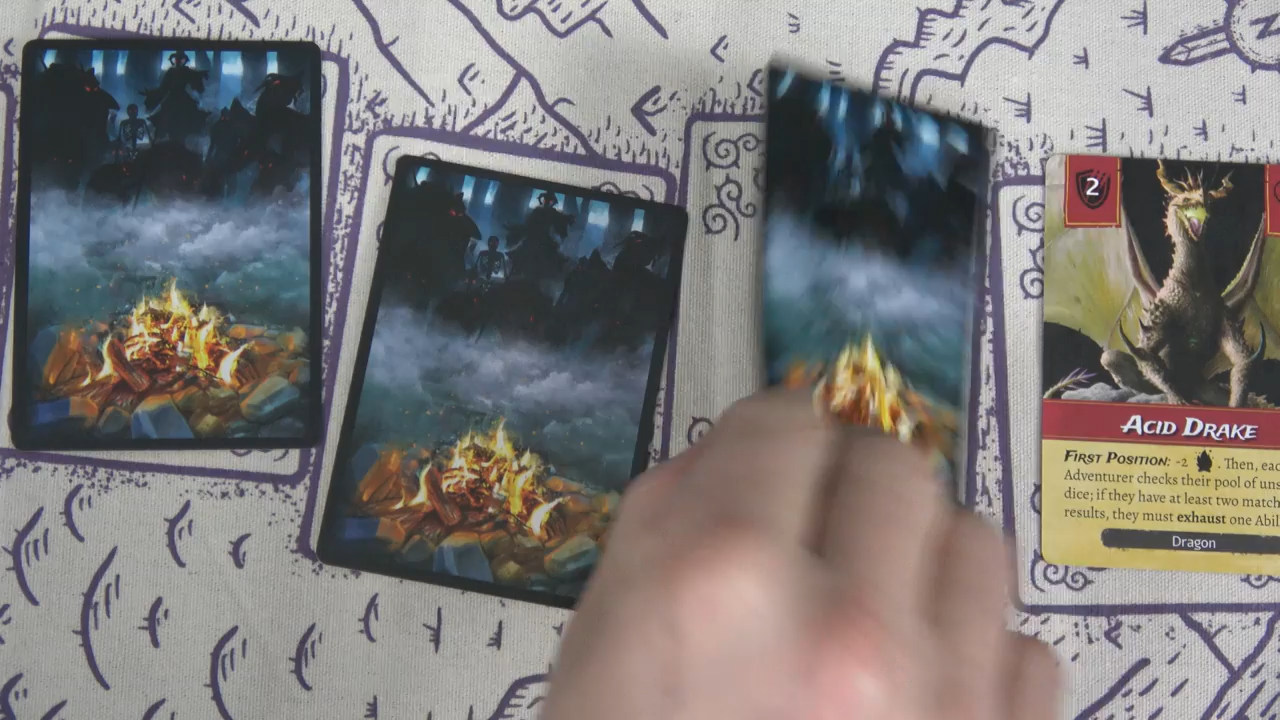 2
ACID DRAKE
FIRST POSITION: -2 . Then, eac
Adventurer checks their pool of uns
dice; if they have at least two match
results, they must exhaust one Abil
Dragon